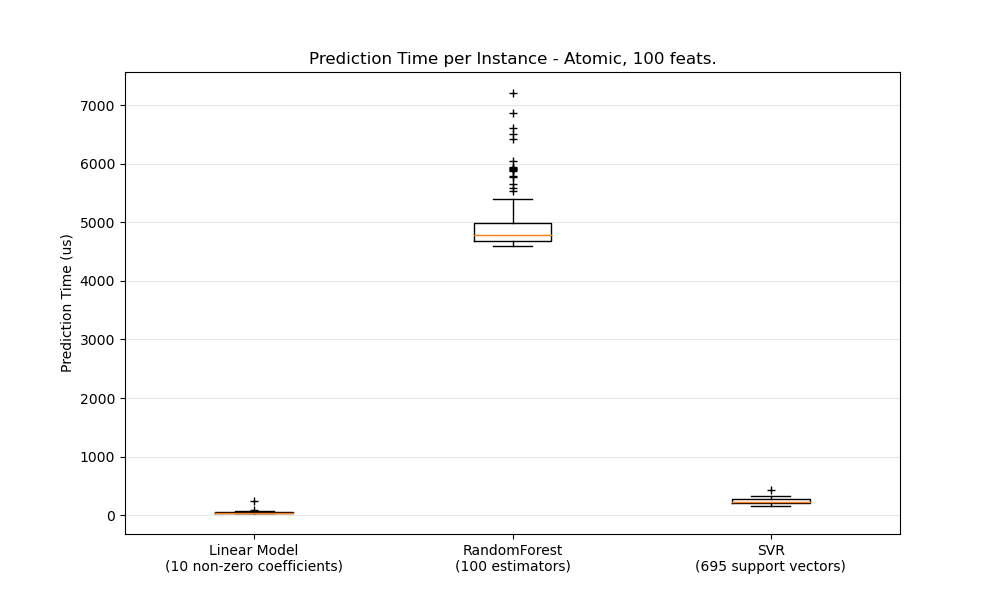 Prediction Time per Instance - Atomic, 100 feats.
Prediction Time (us)
7000
6000
5000
4000
3000
2000
1000
0
Linear Model
(10 non-zero coefficients)
RandomForest
(100 estimators)
SVR
(695 support vectors)